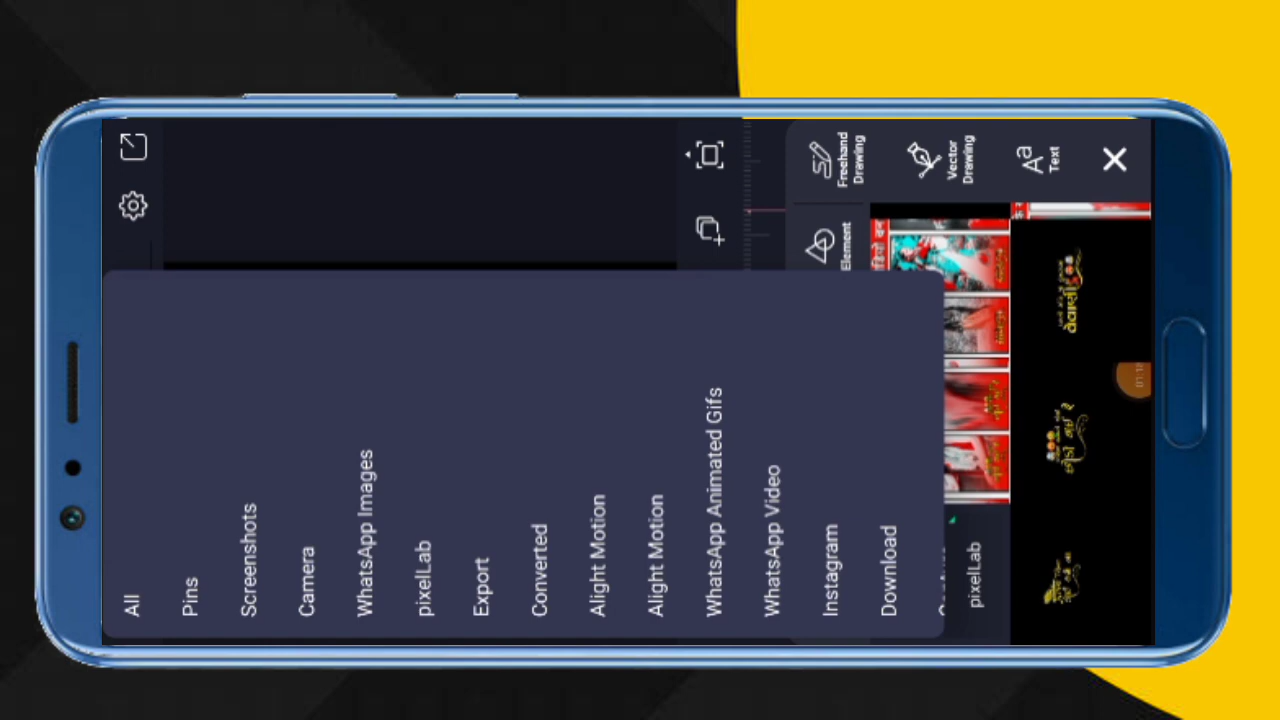 All
Pins
Screenshots
Camera
WhatsApp Images
pixelLab
Export
Converted
Alight Motion
Alight Motion
WhatsApp Animated Gifs
WhatsApp Video
Instagram
Download
pixelLab
Freehand
Drawing
Vector
Drawing
Text
Element